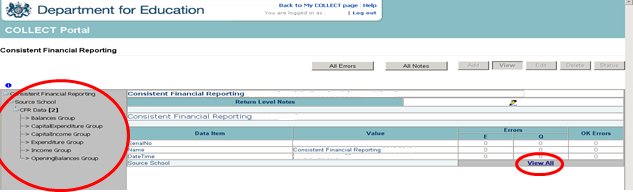 Department for Education
Back to My COLLECT page | Help
You are logged in as : | Log out
COLLECT Portal
Consistent Financial Reporting
All Errors All Notes Add View Edit Delete Status
Consistent Financial Reporting
Source School
CFR Data [2]
Balances Group
CapitalExpenditure Group
CapitalIncome Group
Expenditure Group
Income Group
OpeningBalances Group
Consistent Financial Reporting
Return Level Notes
Consistent Financial Reporting
Data Item Value Errors OK Errors
E Q
SerialNo 0 0 0
Name Consistent Financial Reporting 0 0 0
DateTime 0 0 0
Source School View All